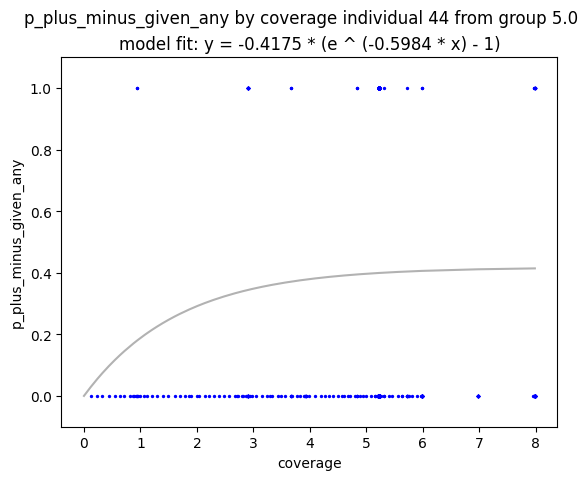 p_plus_minus_given_any by coverage individual 44 from group 5.0
model fit: y = -0.4175 * (e ^ (-0.5984 * x) - 1)
1.0
0.8
0.6
0.4
0.2
0.0
p_plus_minus_given_any
0 1 2 3 4 5 6 7 8
coverage